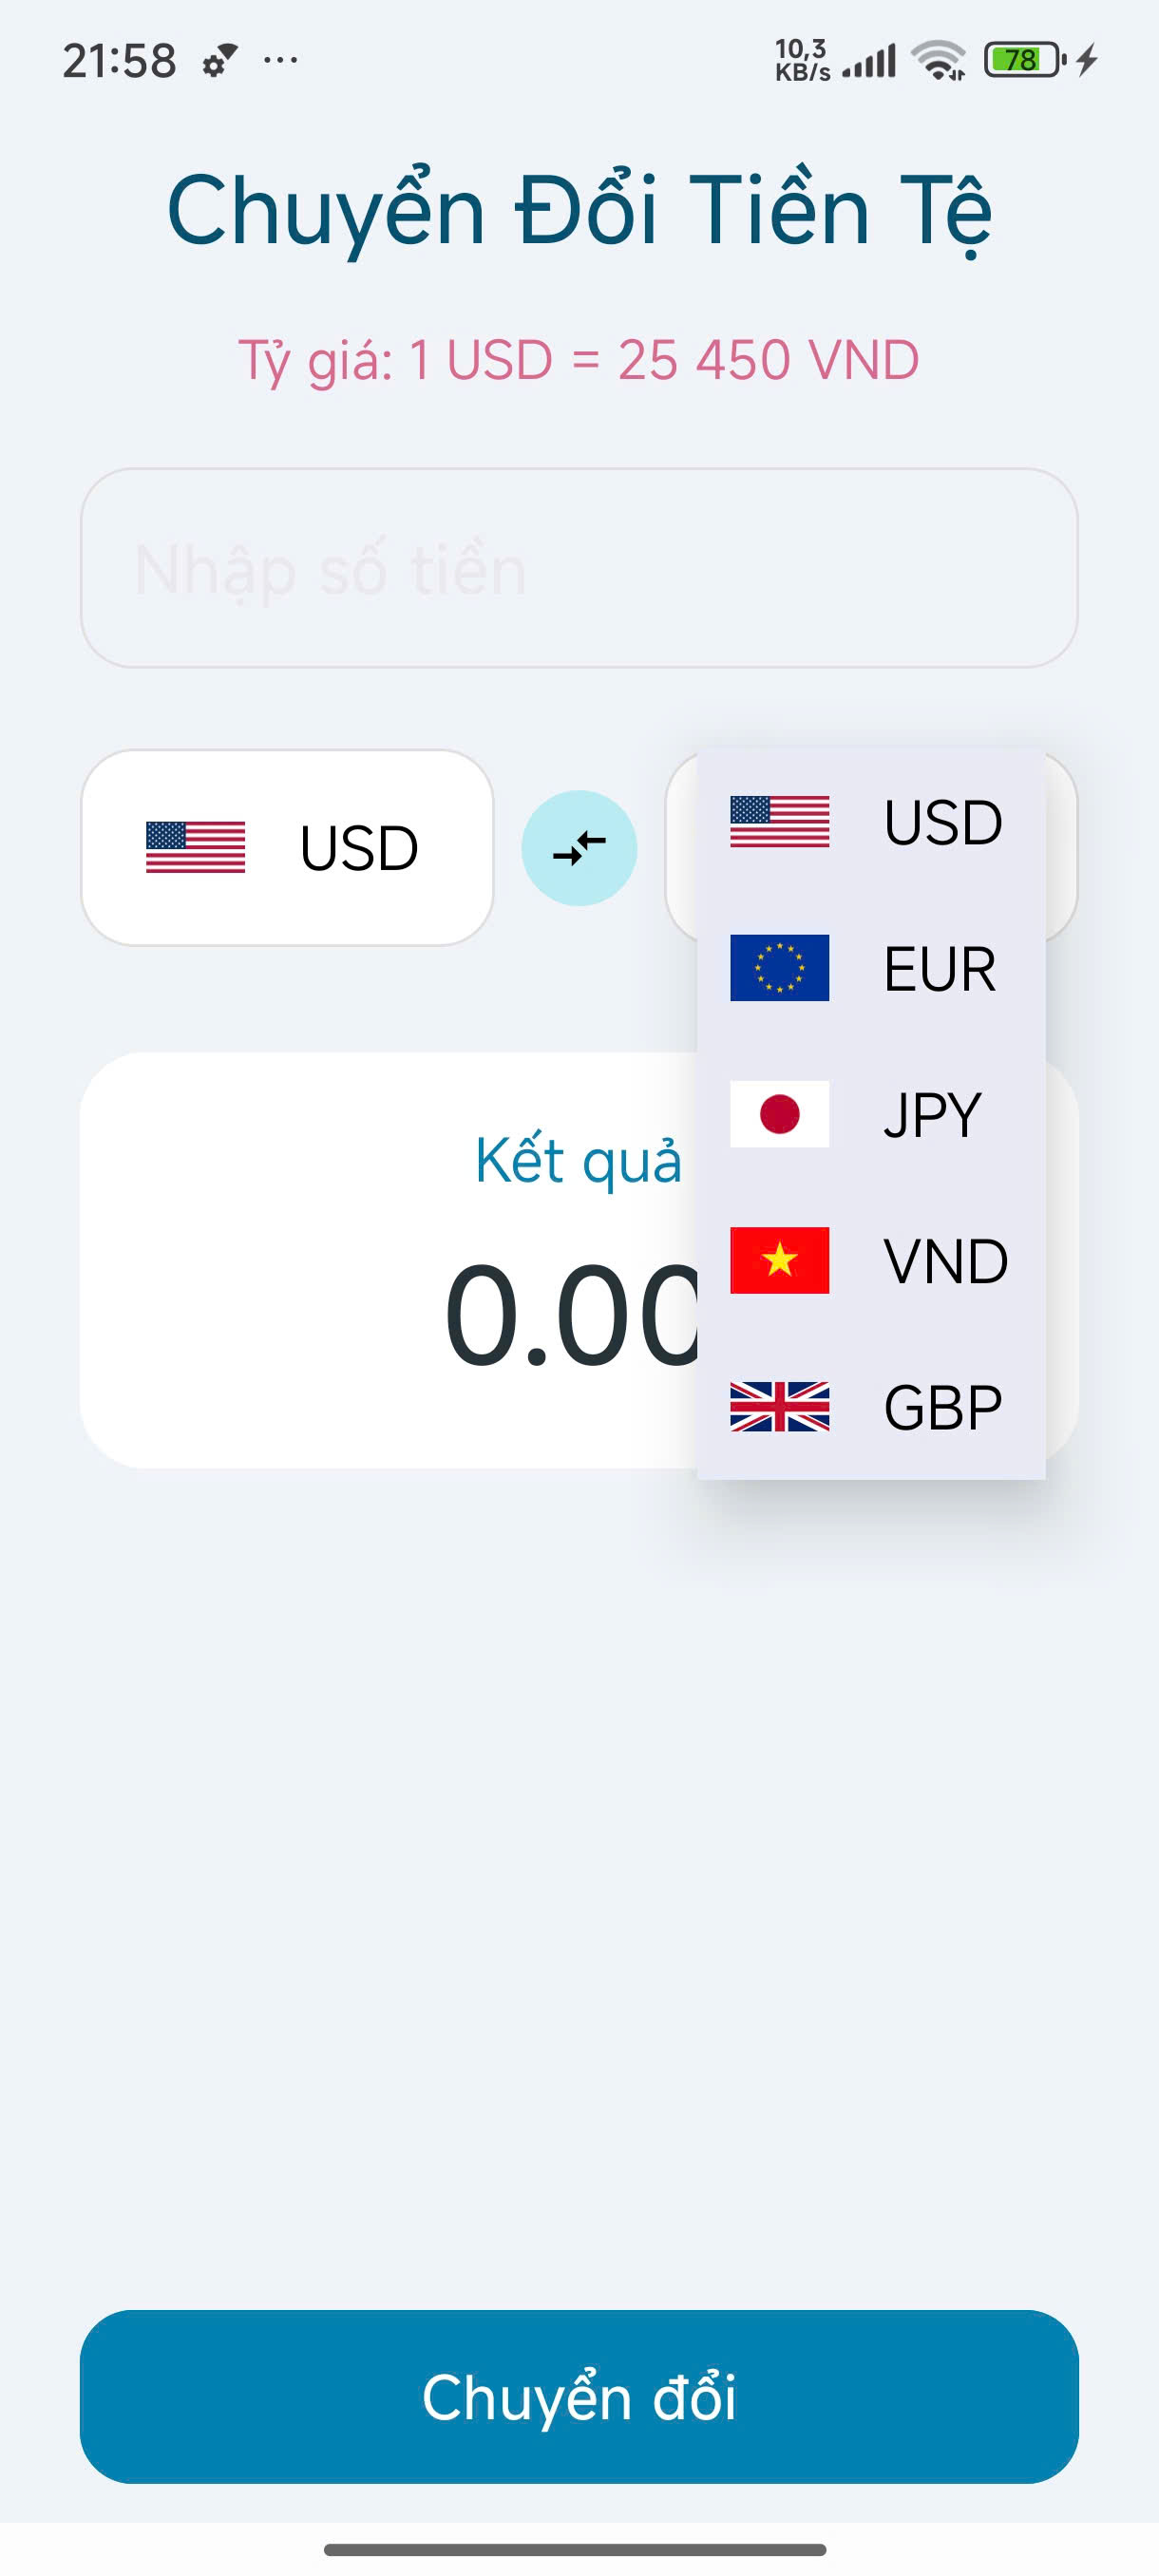 21:58 ... 10,3 KB/s 78
Chuyển Đổi Tiền Tệ
Tỷ giá: 1 USD = 25 450 VND
Nhập số tiền
USD
USD
EUR
JPY
VND
GBP
Kết quả
0.00
Chuyển đổi